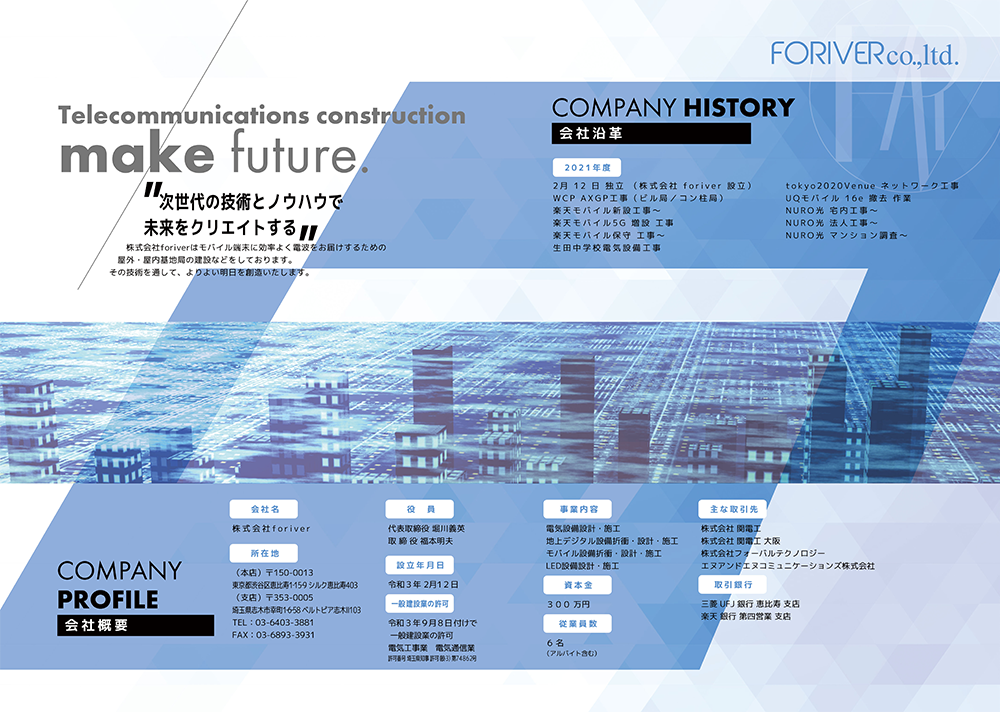 FORIVER co.,ltd.
Telecommunications construction
make future.
"次世代の技術とノウハウで
未来をクリエイトする"
株式会社foriverはモバイル端末に効率よく電波をお届けするための
屋外・屋内基地局の建設などをしております。
その技術を通して、よりよい明日を創造いたします。
COMPANY HISTORY
会社沿革
2021年度
2月 12 日 独立 （株式会社 foriver 設立）
WCP AXGP工事（ビル局／コン柱局）
楽天モバイル新設工事〜
楽天モバイル5G 増設 工事
楽天モバイル保守 工事〜
生田中学校電気設備工事
tokyo2020Venue ネットワーク工事
UQモバイル 16e 撤去 作業
NURO光 宅内工事〜
NURO光 法人工事〜
NURO光 マンション調査〜
COMPANY
PROFILE
会社概要
会社名
株式会社foriver
所在地
（本店）〒150-0013
東京都渋谷区恵比寿1-15-9 シルク恵比寿403
（支店）〒353-0005
埼玉県志木市幸町1-6-58 ベルトピア志木Ⅱ103
TEL：03-6403-3881
FAX：03-6893-3931
役 員
代表取締役 堀川義英
取 締 役 福本明夫
設立年月日
令和３年２月１２日
一般建設業の許可
令和３年９月８日付けで
一般建設業の許可
電気工事業 電気通信業
許可番号 埼玉県知事 許可 般(3) 第74862号
事業内容
電気設備設計・施工
地上デジタル設備折衝・設計・施工
モバイル設備折衝・設計・施工
LED設備設計・施工
資本金
３００ 万円
従業員数
６ 名
（アルバイト含む）
主な取引先
株式会社 関電工
株式会社 関電工 大阪
株式会社フォーバルテクノロジー
エヌアンドエヌコミュニケーションズ株式会社
取引銀行
三菱 UFJ 銀行 恵比寿 支店
楽天 銀行 第四営業 支店